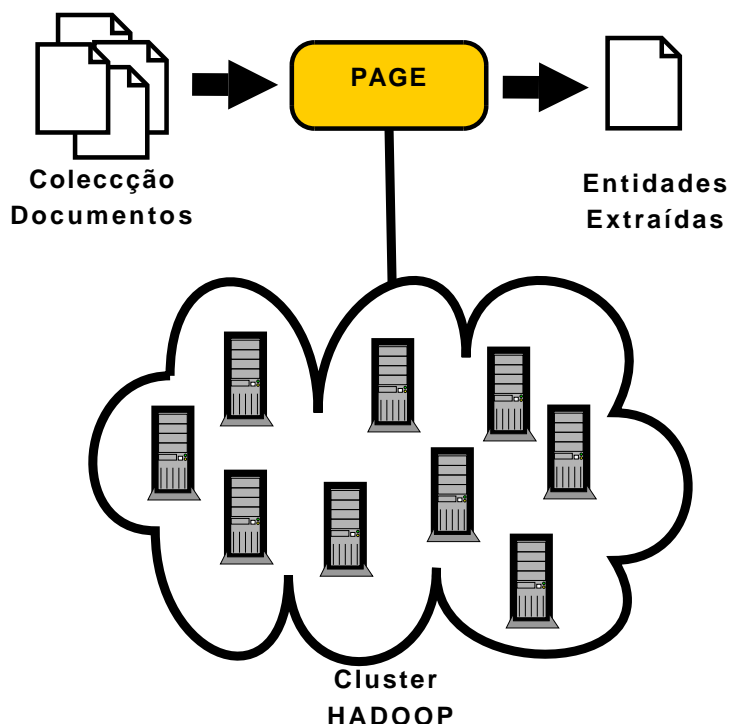 PAGE
Coleccção
Documentos
Entidades
Extraídas
Cluster
HADOOP